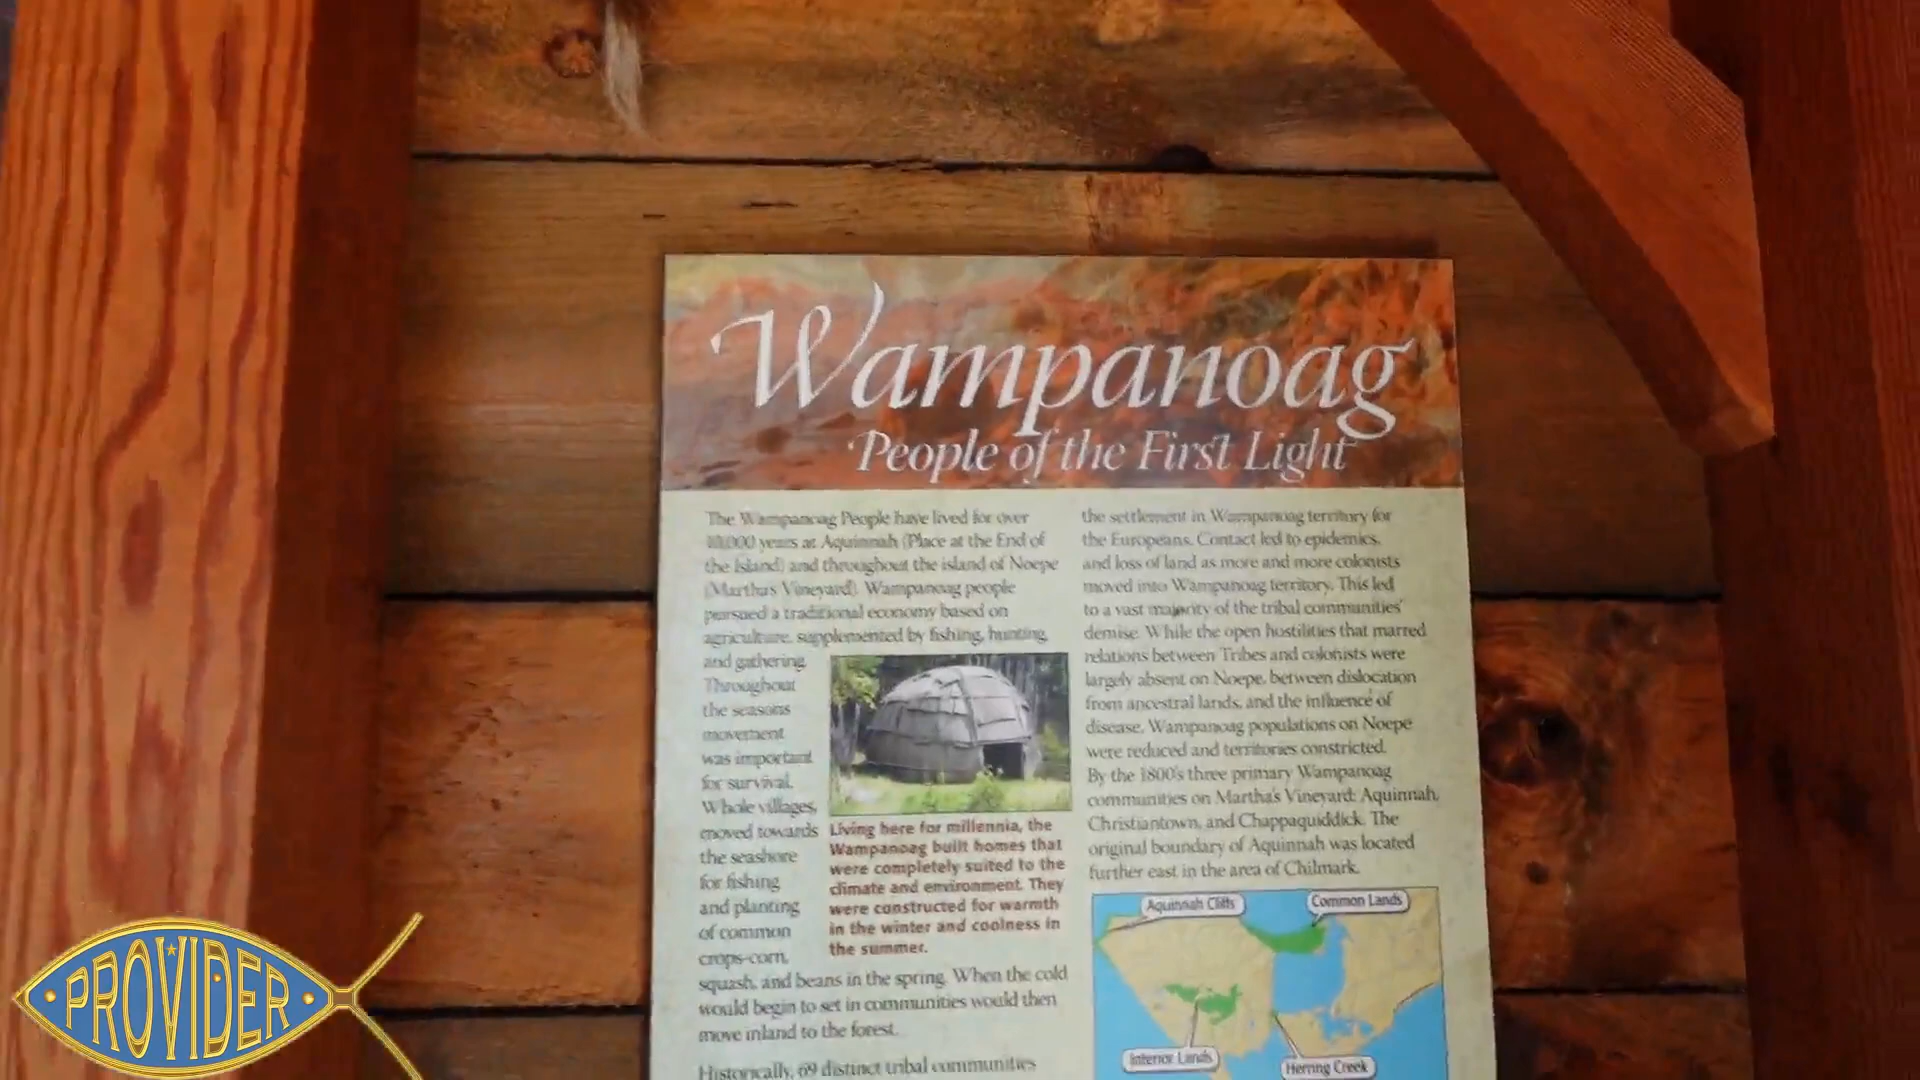 Wampanoag
People of the First Light
The Wampanoag People have lived for over
10,000 years at Aquinnah (Place at the End of
the Island) and throughout the island of Noepe
(Martha's Vineyard). Wampanoag people
pursued a traditional economy based on
agriculture, supplemented by fishing, hunting,
and gathering.
Throughout
the seasons
movement
was important
for survival.
Whole villages,
moved towards
the seashore
for fishing
and planting
of common
crops-corn,
squash, and beans in the spring. When the cold
would begin to set in communities would then
move inland to the forest.
Historically, 69 distinct tribal communities
Living here for millennia, the
Wampanoag built homes that
were completely suited to the
climate and environment. They
were constructed for warmth
in the winter and coolness in
the summer.
the settlement in Wampanoag territory for
the Europeans. Contact led to epidemics,
and loss of land as more and more colonists
moved into Wampanoag territory. This led
to a vast majority of the tribal communities'
demise. While the open hostilities that marred
relations between Tribes and colonists were
largely absent on Noepe, between dislocation
from ancestral lands, and the influence of
disease, Wampanoag populations on Noepe
were reduced and territories constricted.
By the 1800's three primary Wampanoag
communities on Martha's Vineyard: Aquinnah,
Christiantown, and Chappaquiddick. The
original boundary of Aquinnah was located
further east in the area of Chilmark.
Aquinnah Cliffs
Common Lands
Interior Lands
Herring Creek
PROVIDER